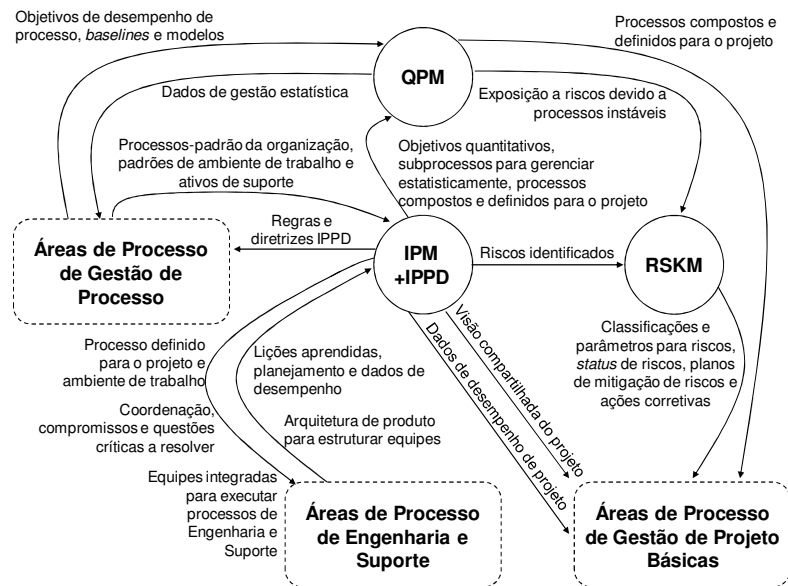 Objetivos de desempenho de
processo, baselines e modelos
Processos compostos e
definidos para o projeto
QPM
Dados de gestão estatística
Exposição a riscos devido a
processos instáveis
Processos-padrão da organização,
padrões de ambiente de trabalho e
ativos de suporte
Objetivos quantitativos,
subprocessos para gerenciar
estatisticamente, processos
compostos e definidos para o projeto
Regras e
diretrizes IPPD
Áreas de Processo
de Gestão de
Processo
IPM
+IPPD
Riscos identificados
RSKM
Processo definido
para o projeto e
ambiente de trabalho
Lições aprendidas,
planejamento e dados de
desempenho
Visão compartilhada do projeto
Dados de desempenho de projeto
Classificações e
parâmetros para riscos,
status de riscos, planos
de mitigação de riscos e
ações corretivas
Coordenação,
compromissos e questões
críticas a resolver
Arquitetura de produto
para estruturar equipes
Equipes integradas
para executar
processos de
Engenharia e
Suporte
Áreas de Processo
de Engenharia e
Suporte
Áreas de Processo
de Gestão de Projeto
Básicas